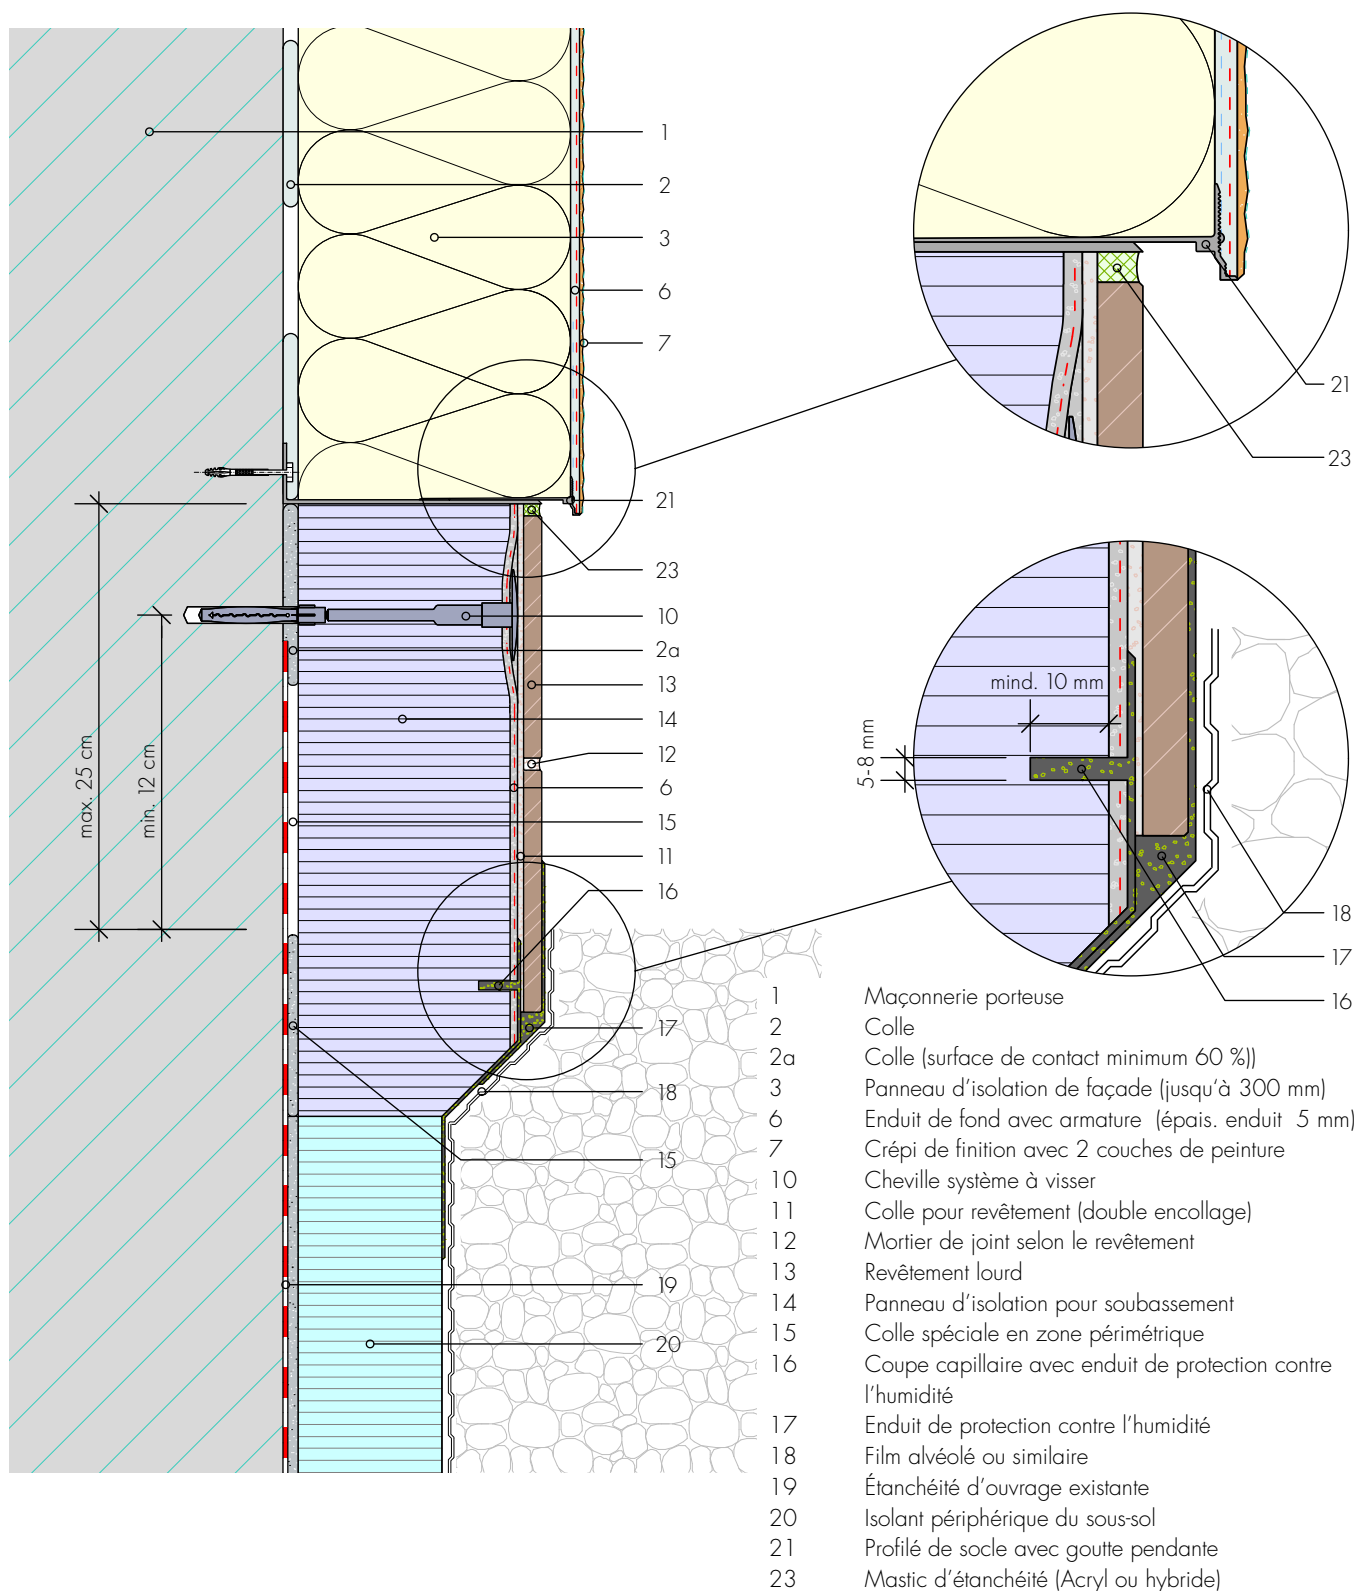 1
2
3
6
7
21
23
10
2a
13
14
12
6
15
11
16
17
18
15
19
20
max. 25 cm
min. 12 cm
21
23
mind. 10 mm
5-8 mm
18
17
16
1 Maçonnerie porteuse
2 Colle
2a Colle (surface de contact minimum 60 %))
3 Panneau d’isolation de façade (jusqu‘à 300 mm)
6 Enduit de fond avec armature (épais. enduit 5 mm)
7 Crépi de finition avec 2 couches de peinture
10 Cheville système à visser
11 Colle pour revêtement (double encollage)
12 Mortier de joint selon le revêtement
13 Revêtement lourd
14 Panneau d’isolation pour soubassement
15 Colle spéciale en zone périmétrique
16 Coupe capillaire avec enduit de protection contre
l’humidité
17 Enduit de protection contre l’humidité
18 Film alvéolé ou similaire
19 Étanchéité d’ouvrage existante
20 Isolant périphérique du sous-sol
21 Profilé de socle avec goutte pendante
23 Mastic d’étanchéité (Acryl ou hybride)